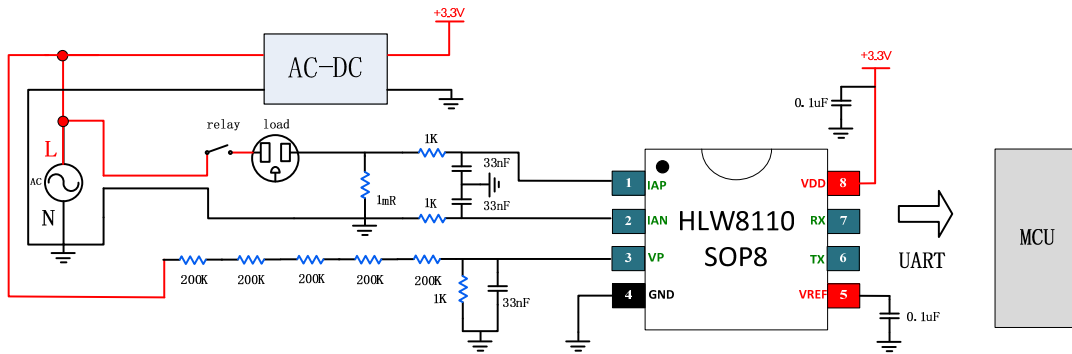 +3.3V
AC-DC
+3.3V
0.1uF
relay
load
1K
L
33nF
AC
1
IAP
VDD
8
N
1mR
1K
33nF
2
IAN
HLW8110
RX
7
SOP8
3
VP
TX
6
UART
MCU
200K
200K
200K
200K
200K
1K
33nF
4
GND
VREF
5
0.1uF